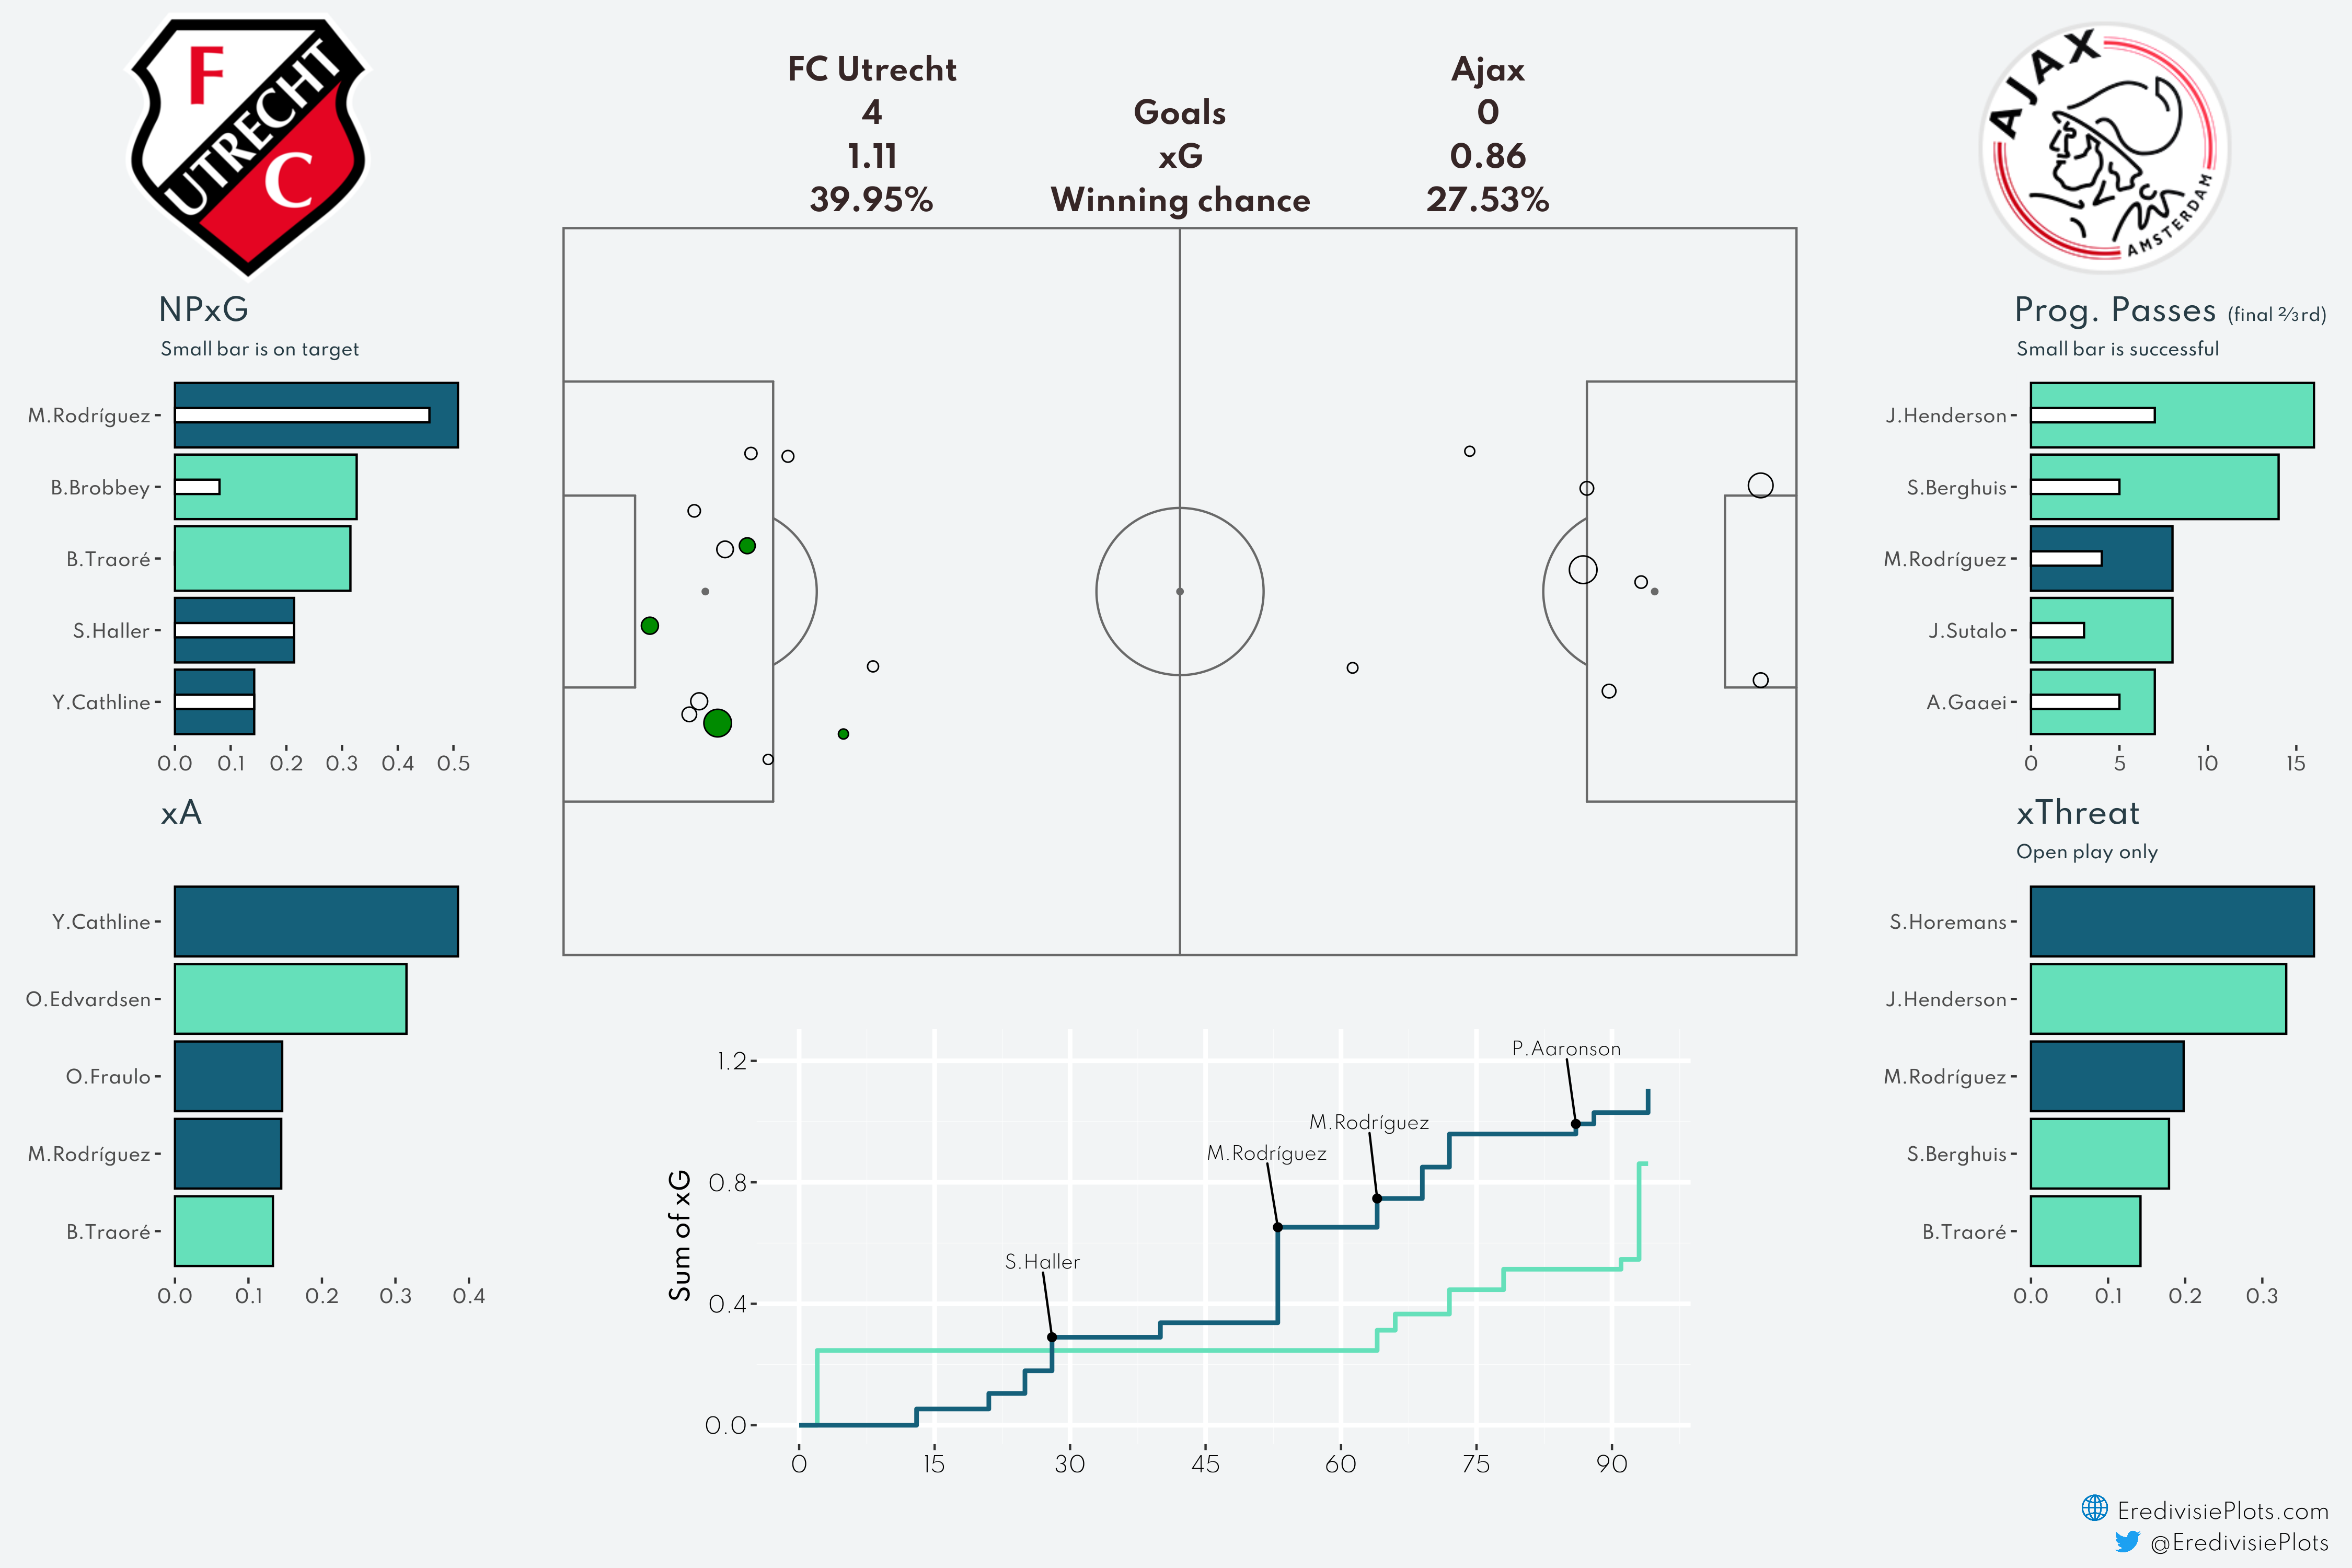 F
UTRECHT
C
FC Utrecht Ajax
4 Goals 0
1.11 xG 0.86
39.95% Winning chance 27.53%
AJAX
AMSTERDAM
NPxG
Small bar is on target
M.Rodríguez
B.Brobbey
B.Traoré
S.Haller
Y.Cathline
0.0 0.1 0.2 0.3 0.4 0.5
xA
Y.Cathline
O.Edvardsen
O.Fraulo
M.Rodríguez
B.Traoré
0.0 0.1 0.2 0.3 0.4
Sum of xG
1.2
0.8
0.4
0.0
P.Aaronson
M.Rodríguez
M.Rodríguez
S.Haller
0 15 30 45 60 75 90
Prog. Passes (final ⅔rd)
Small bar is successful
J.Henderson
S.Berghuis
M.Rodríguez
J.Sutalo
A.Gaaei
0 5 10 15
xThreat
Open play only
S.Horemans
J.Henderson
M.Rodríguez
S.Berghuis
B.Traoré
0.0 0.1 0.2 0.3
EredivisiePlots.com
@EredivisiePlots